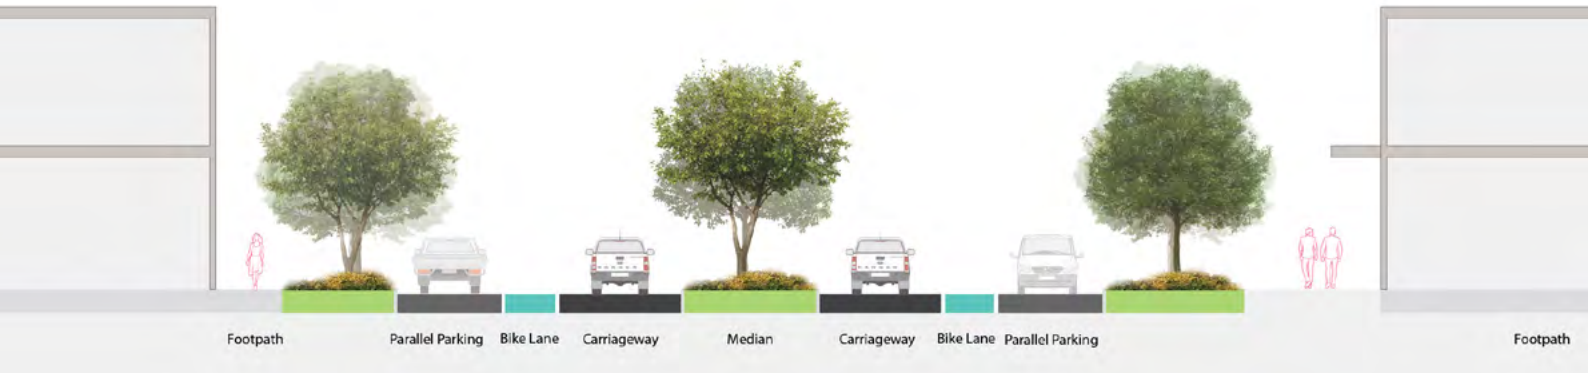 Footpath
Parallel Parking
Bike Lane
Carriageway
Median
Carriageway
Bike Lane
Parallel Parking
Footpath